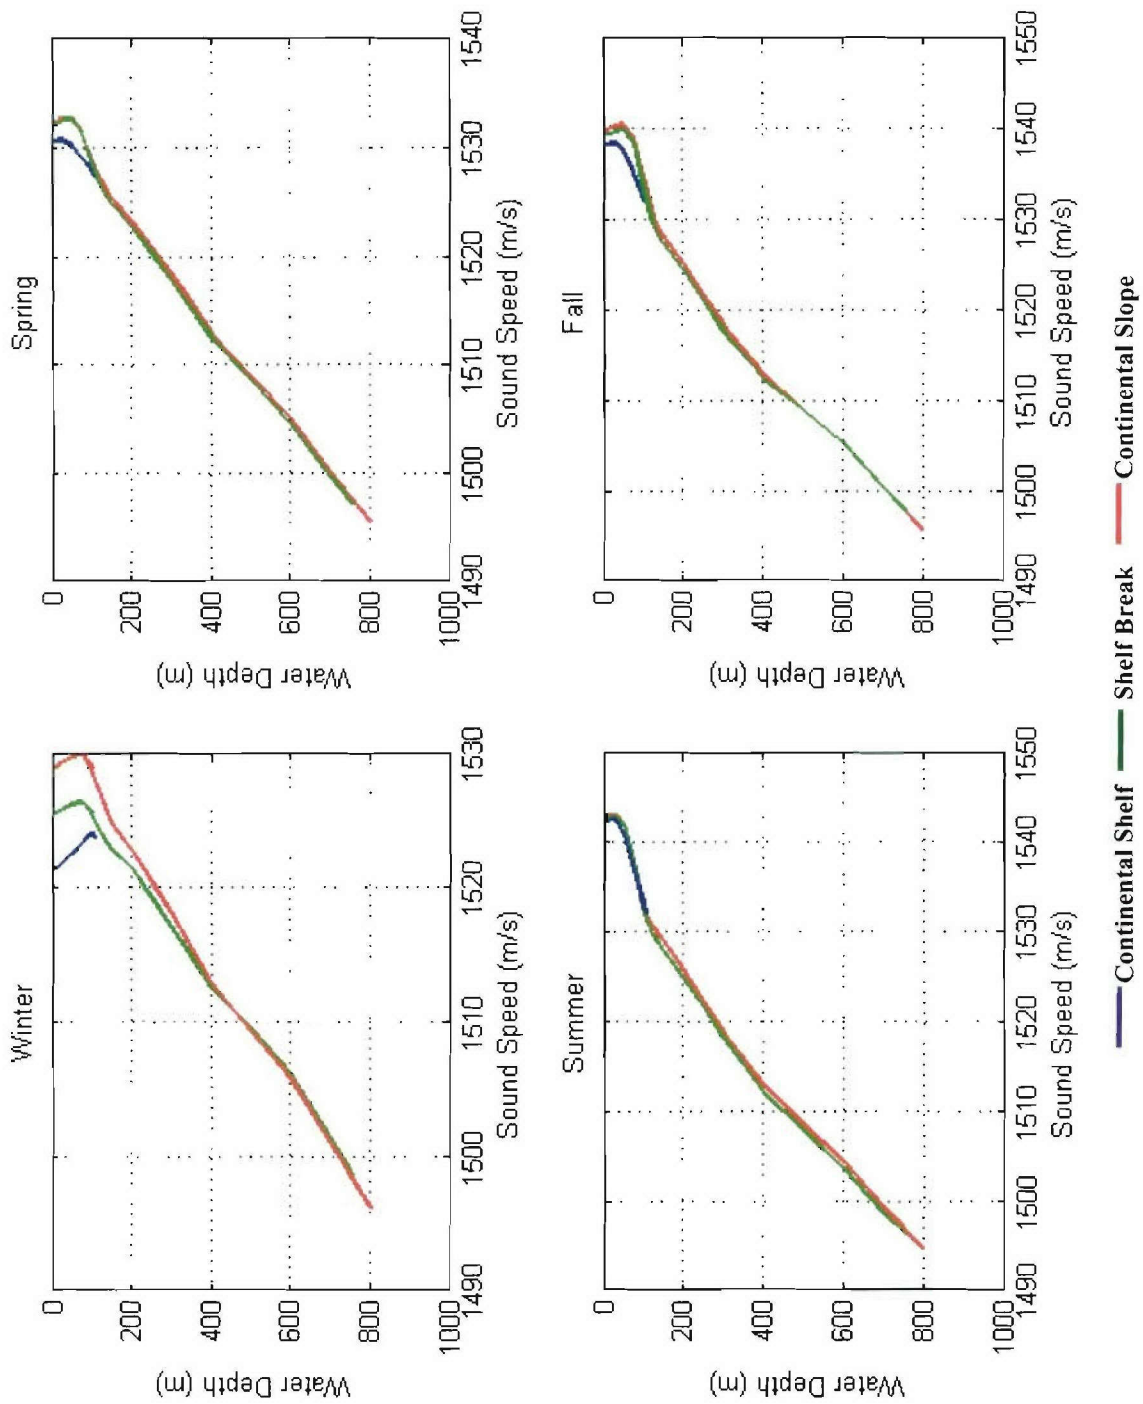 Winter
0
200
400
600
800
1000
Water Depth (m)
1490 1500 1510 1520 1530
Sound Speed (m/s)
Spring
0
200
400
600
800
1000
Water Depth (m)
1490 1500 1510 1520 1530 1540
Sound Speed (m/s)
Summer
0
200
400
600
800
1000
Water Depth (m)
1490 1500 1510 1520 1530 1540 1550
Sound Speed (m/s)
Fall
0
200
400
600
800
1000
Water Depth (m)
1490 1500 1510 1520 1530 1540 1550
Sound Speed (m/s)
Continental Shelf Shelf Break Continental Slope